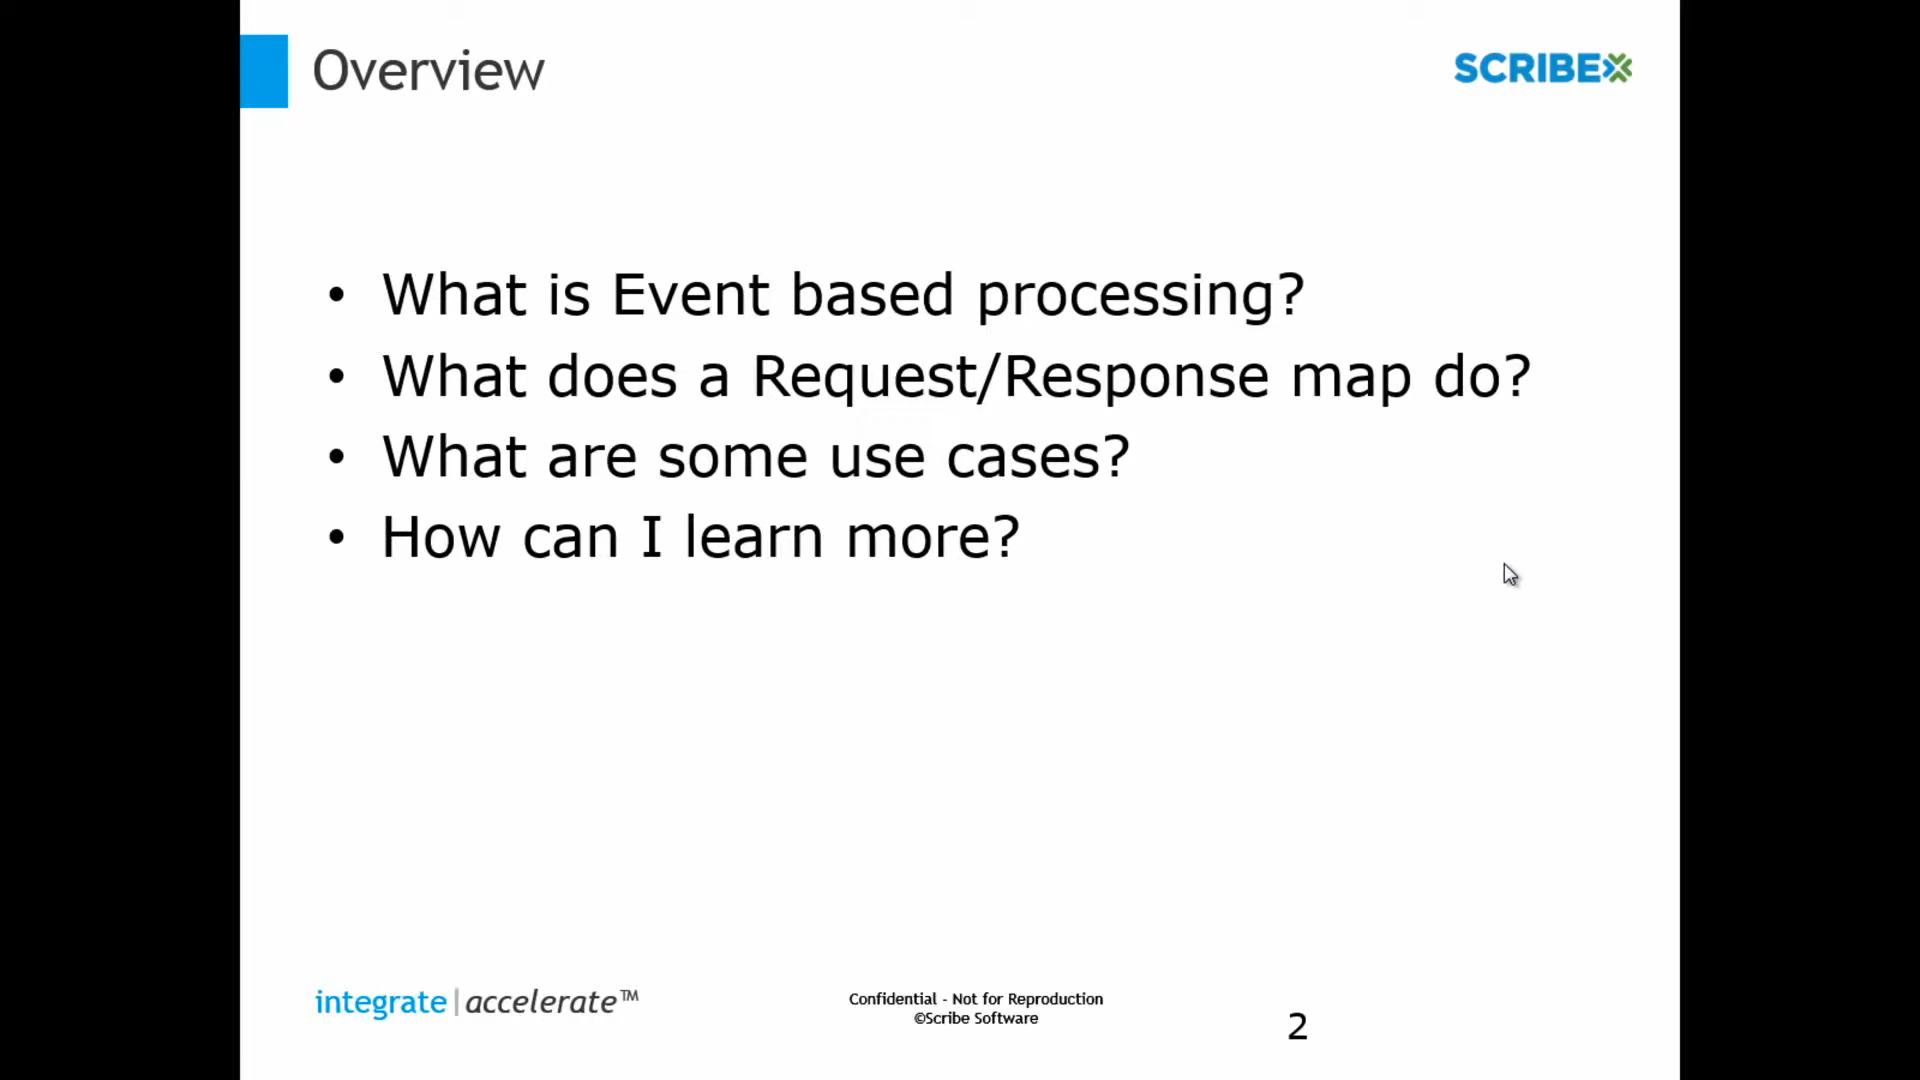 Overview
SCRIBE
• What is Event based processing?
• What does a Request/Response map do?
• What are some use cases?
• How can I learn more?
integrate|accelerate™
Confidential - Not for Reproduction
©Scribe Software
2